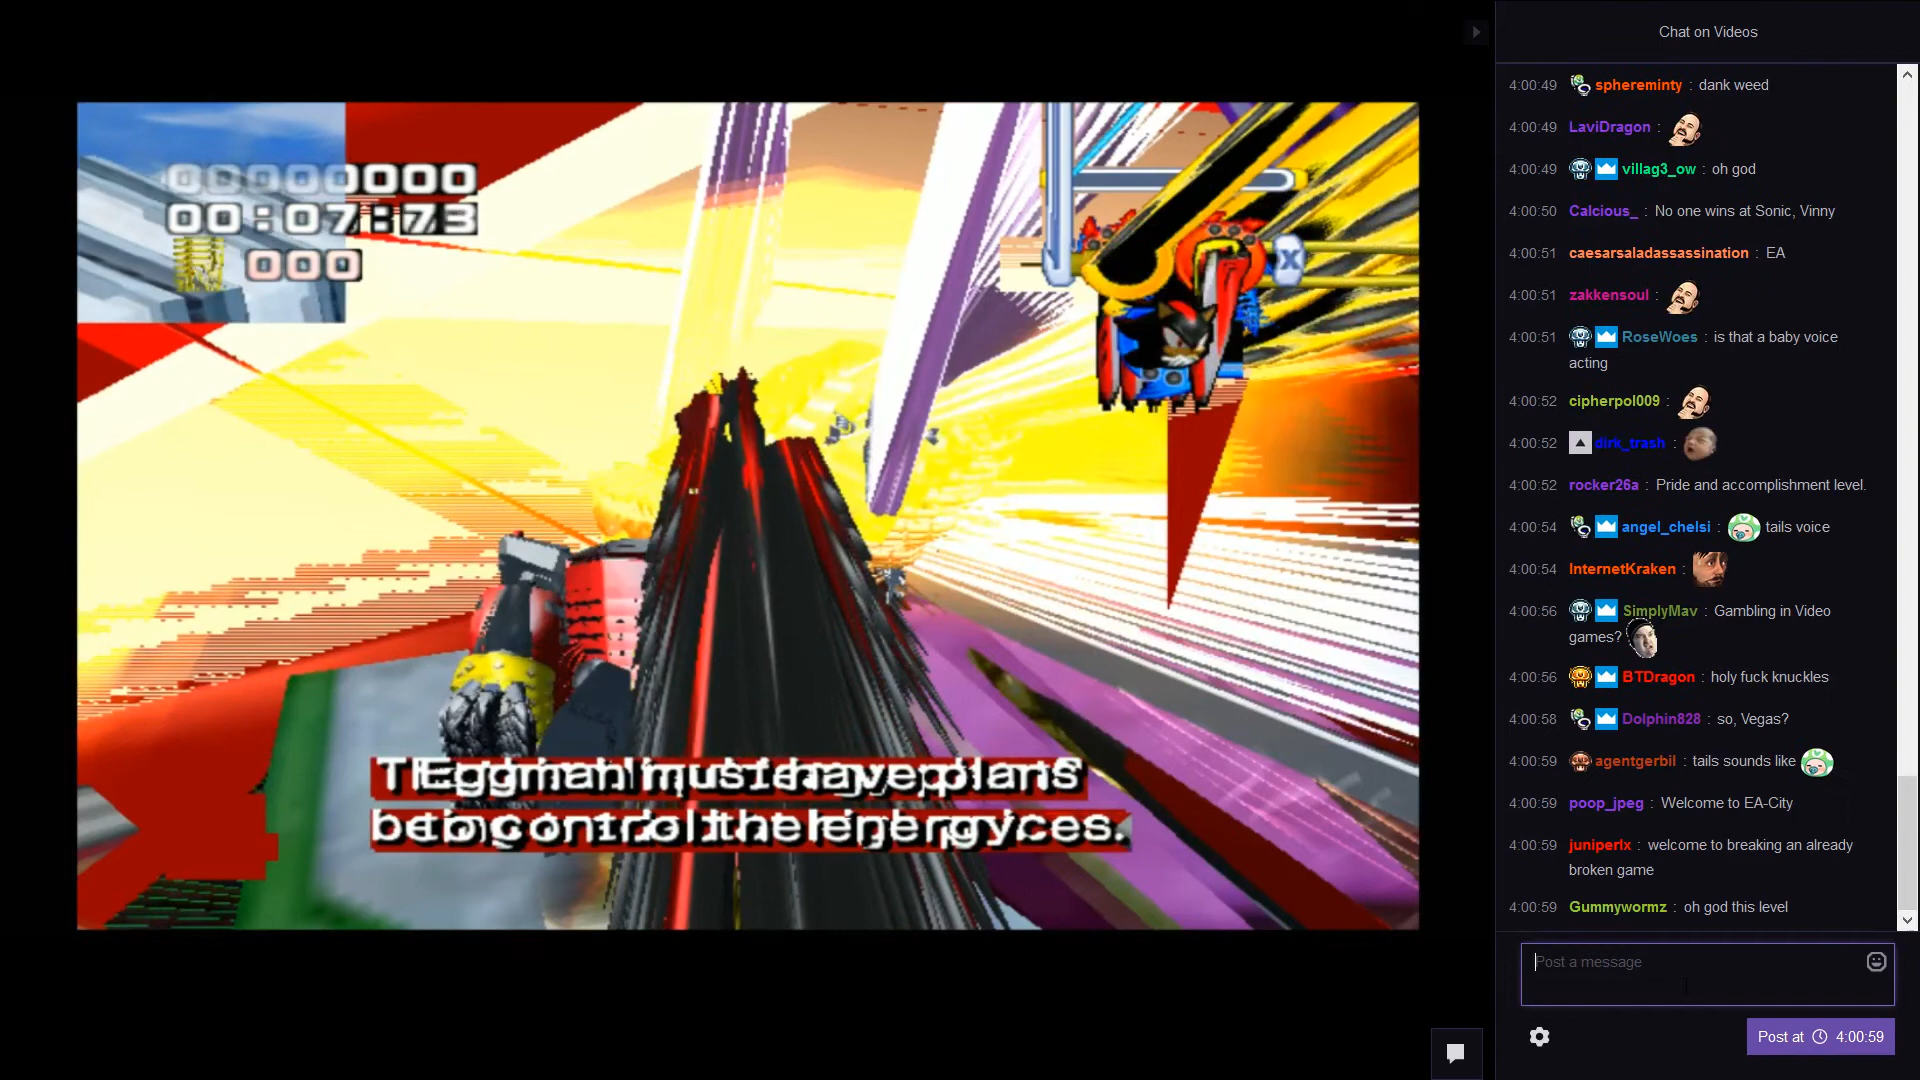 Chat on Videos
00000000
00:07:73
000
X
4:00:49 sphereminty : dank weed
4:00:49 LaviDragon :
4:00:49 villag3_ow : oh god
4:00:50 Calcious_ : No one wins at Sonic, Vinny
4:00:51 caesarsaladassassination : EA
4:00:51 zakkensoul :
4:00:51 RoseWoes : is that a baby voice
acting
4:00:52 cipherpol009 :
4:00:52 dirk_trash :
4:00:52 rocker26a : Pride and accomplishment level.
4:00:54 angel_chelsi : tails voice
4:00:54 InternetKraken :
4:00:56 SimplyMav : Gambling in Video
games?
4:00:56 BTDragon : holy fuck knuckles
4:00:58 Dolphin828 : so, Vegas?
4:00:59 agentgerbil : tails sounds like
4:00:59 poop_jpeg : Welcome to EA-City
4:00:59 juniperlx : welcome to breaking an already
broken game
4:00:59 Gummywormz : oh god this level
Post a message
Post at 4:00:59